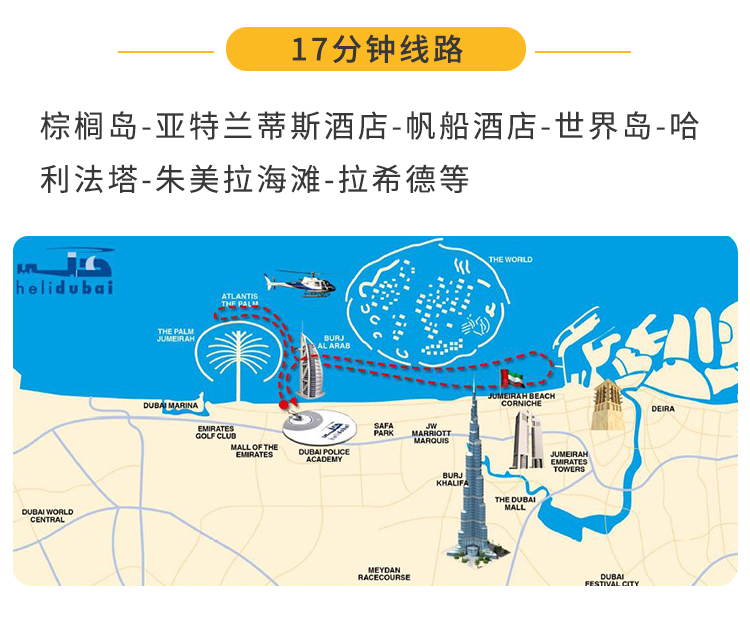 17分钟线路
棕榈岛-亚特兰蒂斯酒店-帆船酒店-世界岛-哈
利法塔-朱美拉海滩-拉希德等
helidubai
THE WORLD
ATLANTIS
THE PALM
THE PALM
JUMEIRAH
BURJ
AL ARAB
JUMEIRAH BEACH
CORNICHE
DUBAI MARINA
DEIRA
EMIRATES
GOLF CLUB
SAFA
PARK
JW
MARRIOTT
MARQUIS
MALL OF THE
EMIRATES
DUBAI POLICE
ACADEMY
JUMEIRAH
EMIRATES
TOWERS
BURJ
KHALIFA
THE DUBAI
MALL
DUBAI WORLD
CENTRAL
MEYDAN
RACECOURSE
DUBAI
FESTIVAL CITY